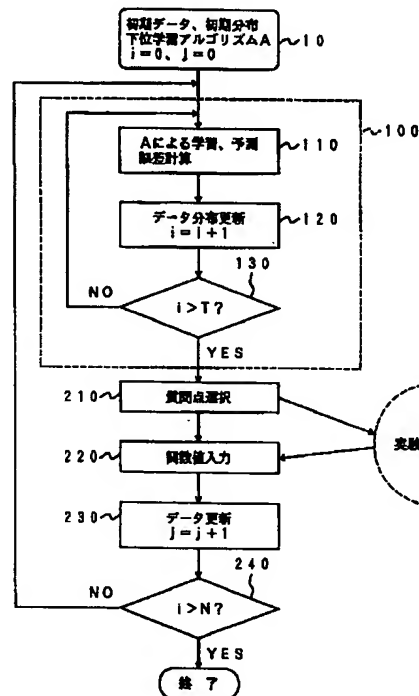 初期データ、初期分布
下位学習アルゴリズムA
i=0、j=0
10
100
Aによる学習、予測
誤差計算
110
データ分布更新
i=i+1
120
130
i>T?
NO
YES
210
質問点選択
実験
220
関数値入力
230
データ更新
j=j+1
240
i>N?
NO
YES
終了